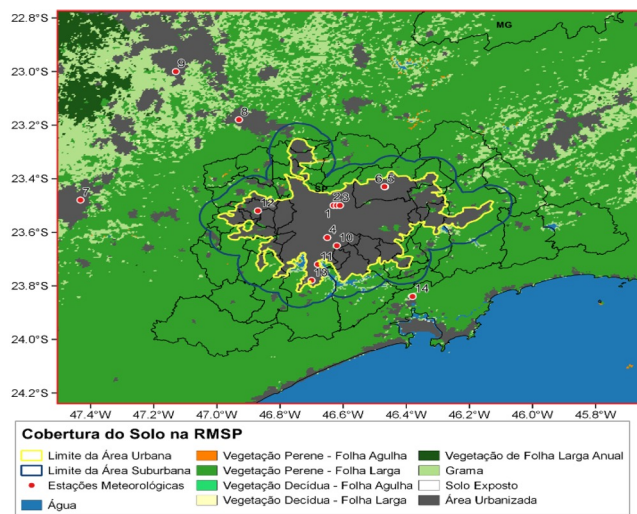 22.8°S
MG
23.0°S
9
23.2°S
8
23.4°S
7
SP
6 5
12
2 3
1
23.6°S
4
10
11
13
23.8°S
14
24.0°S
24.2°S
47.4°W 47.2°W 47.0°W 46.8°W 46.6°W 46.4°W 46.2°W 46.0°W 45.8°W
Cobertura do Solo na RMSP
Limite da Área Urbana Vegetação Perene - Folha Agulha Vegetação de Folha Larga Anual
Limite da Área Suburbana Vegetação Perene - Folha Larga Grama
Estações Meteorológicas Vegetação Decídua - Folha Agulha Solo Exposto
Água Vegetação Decídua - Folha Larga Área Urbanizada